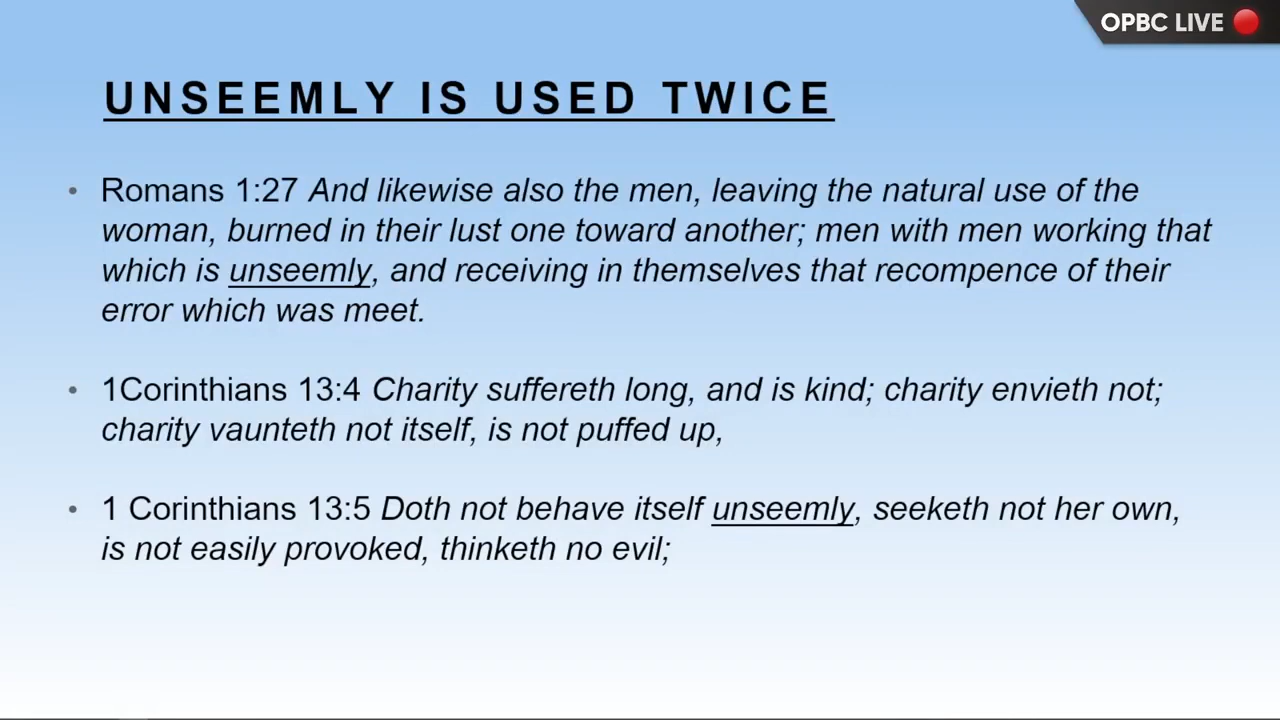 OPBC LIVE
UNSEEMLY IS USED TWICE
• Romans 1:27 And likewise also the men, leaving the natural use of the
woman, burned in their lust one toward another; men with men working that
which is unseemly, and receiving in themselves that recompence of their
error which was meet.
• 1Corinthians 13:4 Charity suffereth long, and is kind; charity envieth not;
charity vaunteth not itself, is not puffed up,
• 1 Corinthians 13:5 Doth not behave itself unseemly, seeketh not her own,
is not easily provoked, thinketh no evil;